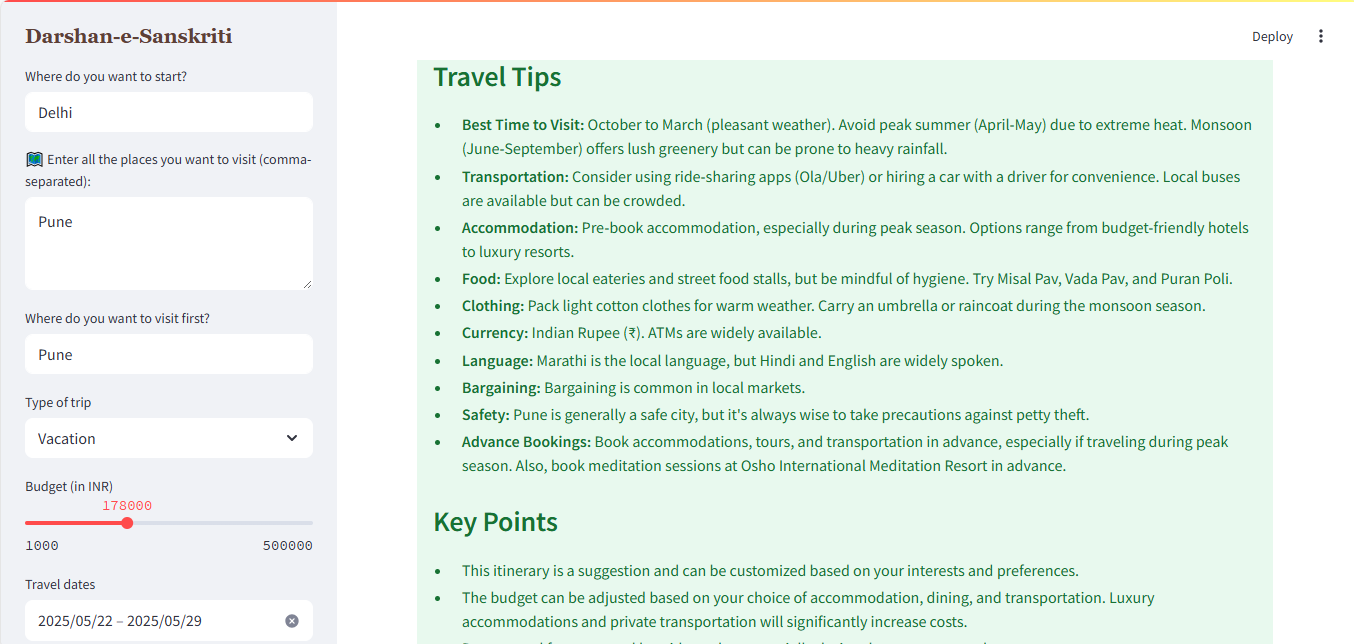 Darshan-e-Sanskriti
Where do you want to start?
Delhi
Enter all the places you want to visit (comma-
separated):
Pune
Where do you want to visit first?
Pune
Type of trip
Vacation
Budget (in INR)
178000
1000 500000
Travel dates
2025/05/22 – 2025/05/29
Deploy
Travel Tips
• Best Time to Visit: October to March (pleasant weather). Avoid peak summer (April-May) due to extreme heat. Monsoon
(June-September) offers lush greenery but can be prone to heavy rainfall.
• Transportation: Consider using ride-sharing apps (Ola/Uber) or hiring a car with a driver for convenience. Local buses
are available but can be crowded.
• Accommodation: Pre-book accommodation, especially during peak season. Options range from budget-friendly hotels
to luxury resorts.
• Food: Explore local eateries and street food stalls, but be mindful of hygiene. Try Misal Pav, Vada Pav, and Puran Poli.
• Clothing: Pack light cotton clothes for warm weather. Carry an umbrella or raincoat during the monsoon season.
• Currency: Indian Rupee (₹). ATMs are widely available.
• Language: Marathi is the local language, but Hindi and English are widely spoken.
• Bargaining: Bargaining is common in local markets.
• Safety: Pune is generally a safe city, but it's always wise to take precautions against petty theft.
• Advance Bookings: Book accommodations, tours, and transportation in advance, especially if traveling during peak
season. Also, book meditation sessions at Osho International Meditation Resort in advance.
Key Points
• This itinerary is a suggestion and can be customized based on your interests and preferences.
• The budget can be adjusted based on your choice of accommodation, dining, and transportation. Luxury
accommodations and private transportation will significantly increase costs.